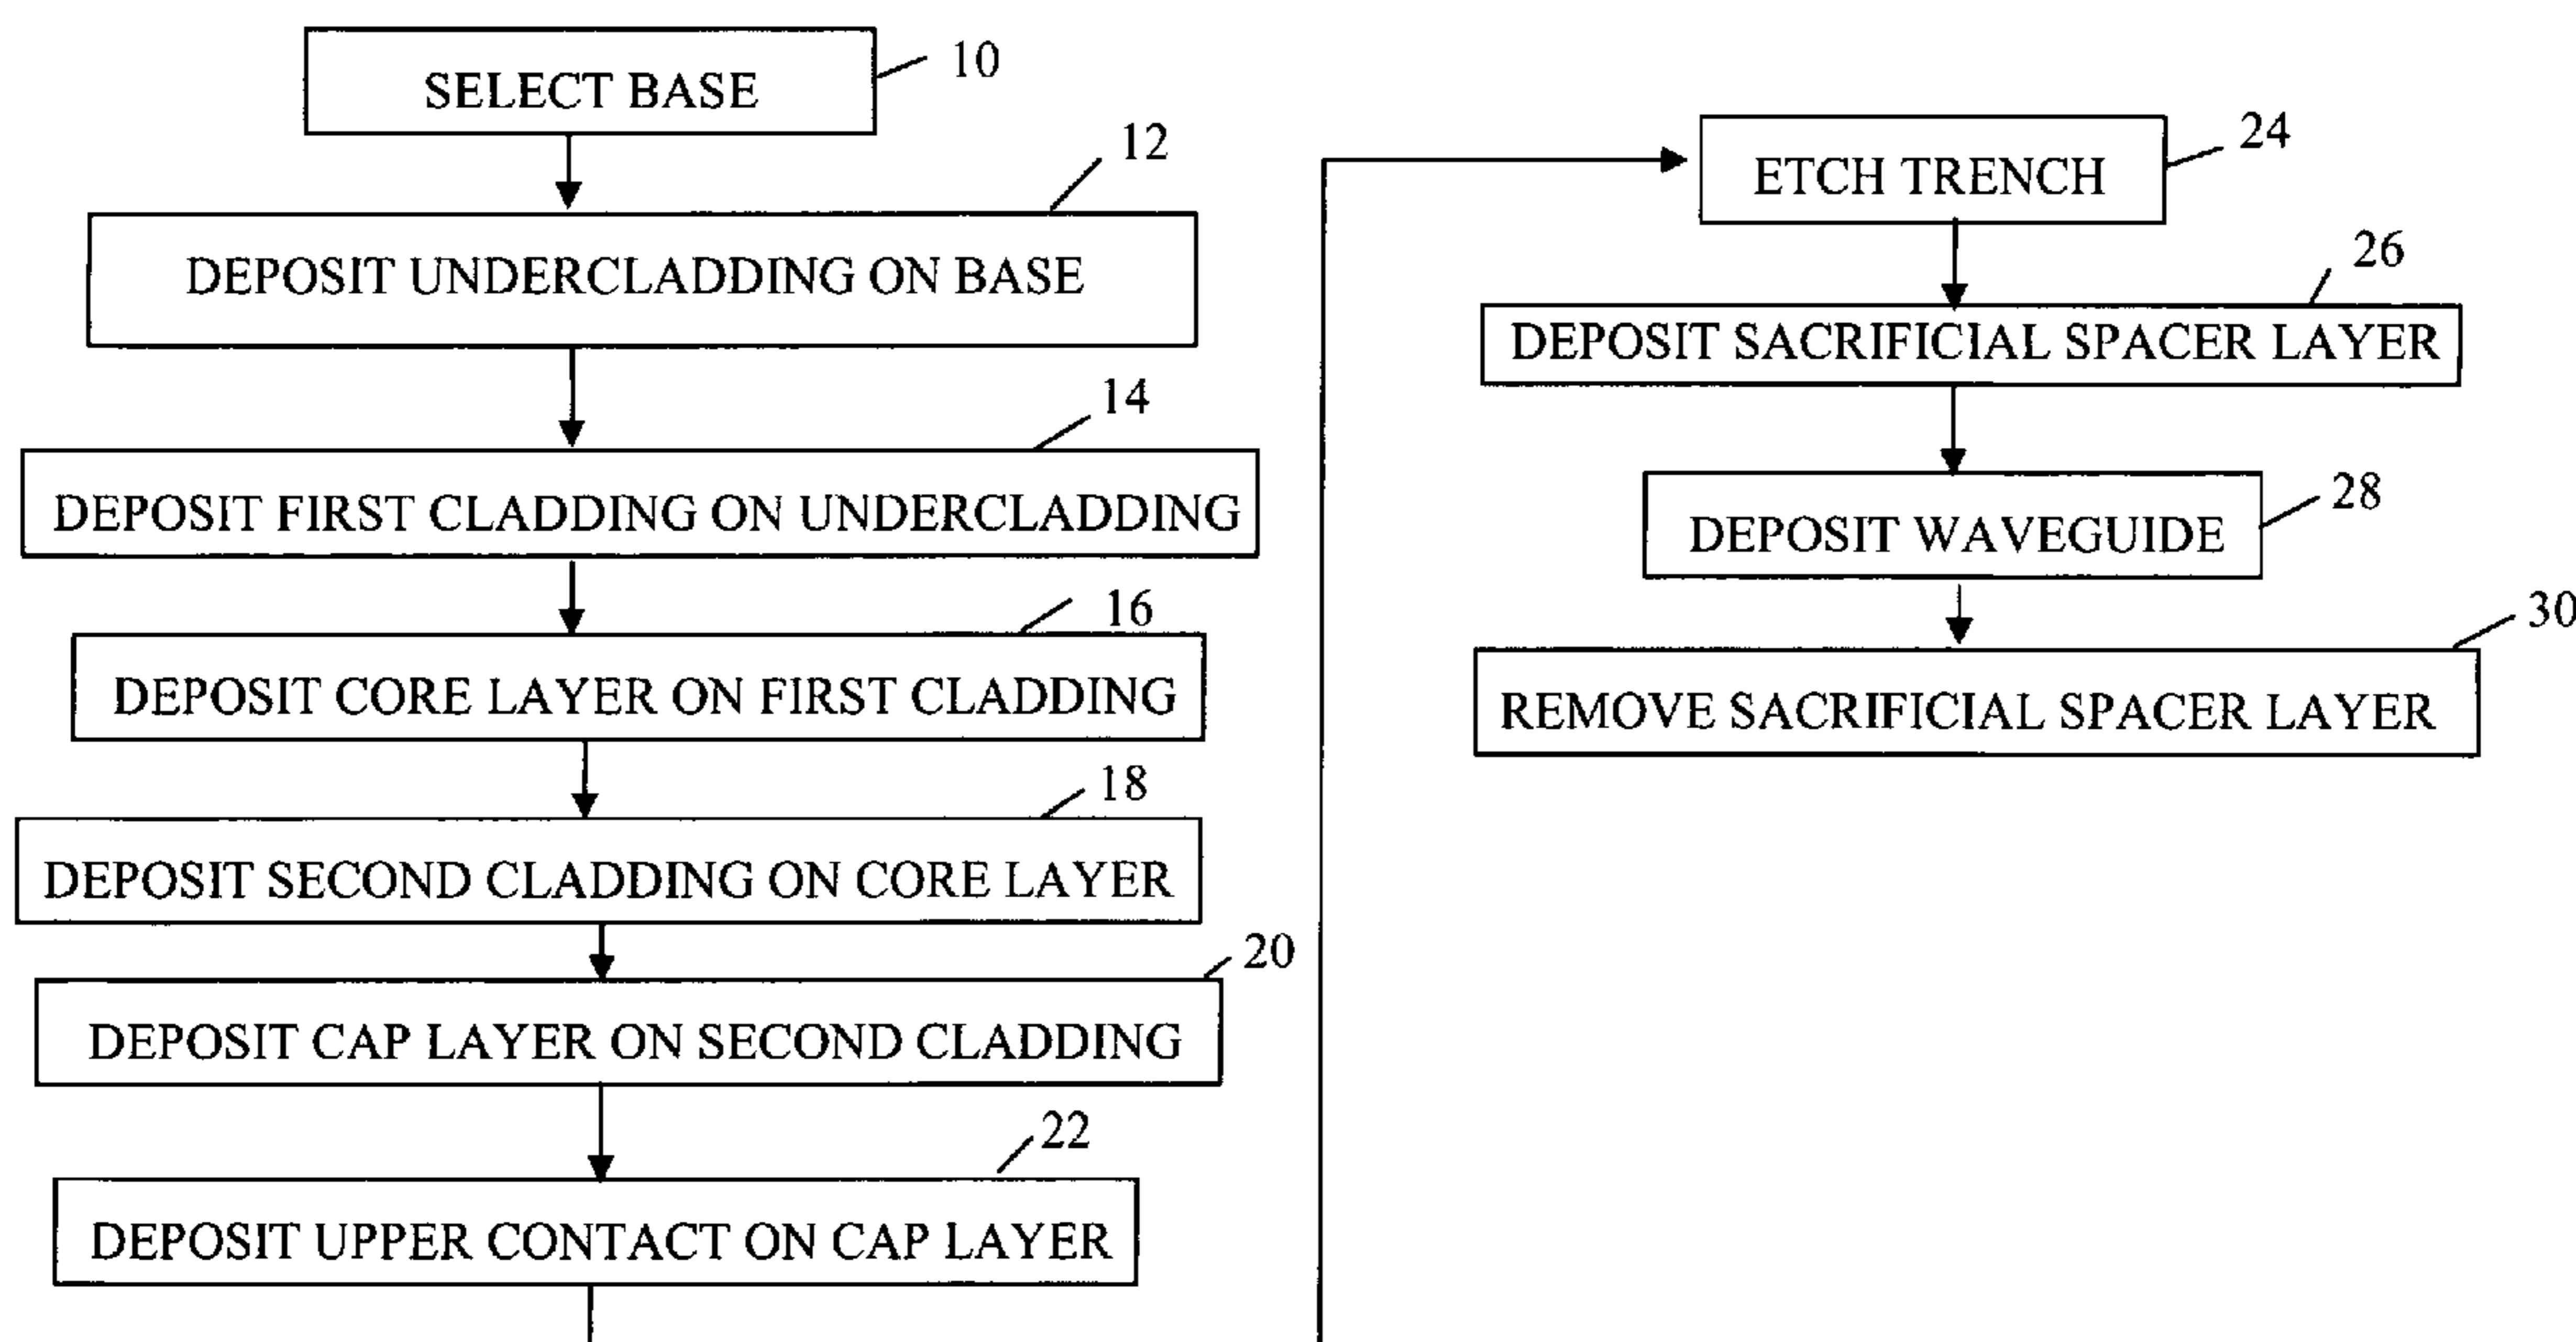 SELECT BASE
10
DEPOSIT UNDERCLADDING ON BASE
12
DEPOSIT FIRST CLADDING ON UNDERCLADDING
14
DEPOSIT CORE LAYER ON FIRST CLADDING
16
DEPOSIT SECOND CLADDING ON CORE LAYER
18
DEPOSIT CAP LAYER ON SECOND CLADDING
20
DEPOSIT UPPER CONTACT ON CAP LAYER
22
ETCH TRENCH
24
DEPOSIT SACRIFICIAL SPACER LAYER
26
DEPOSIT WAVEGUIDE
28
REMOVE SACRIFICIAL SPACER LAYER
30